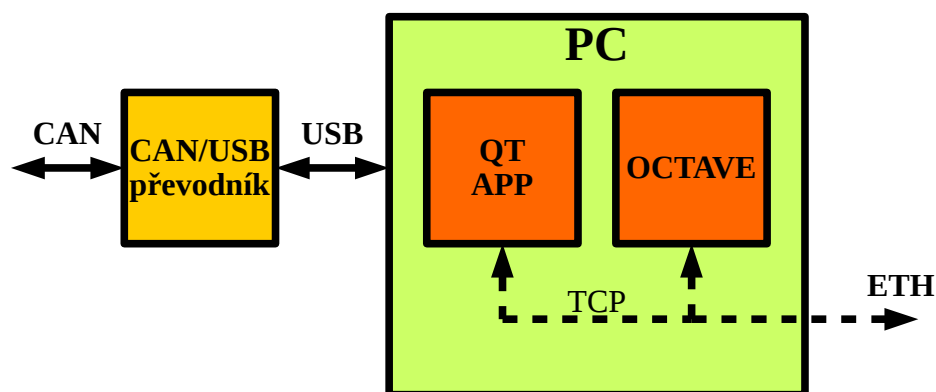 PC
CAN
CAN/USB
převodník
USB
QT
APP
OCTAVE
TCP
ETH